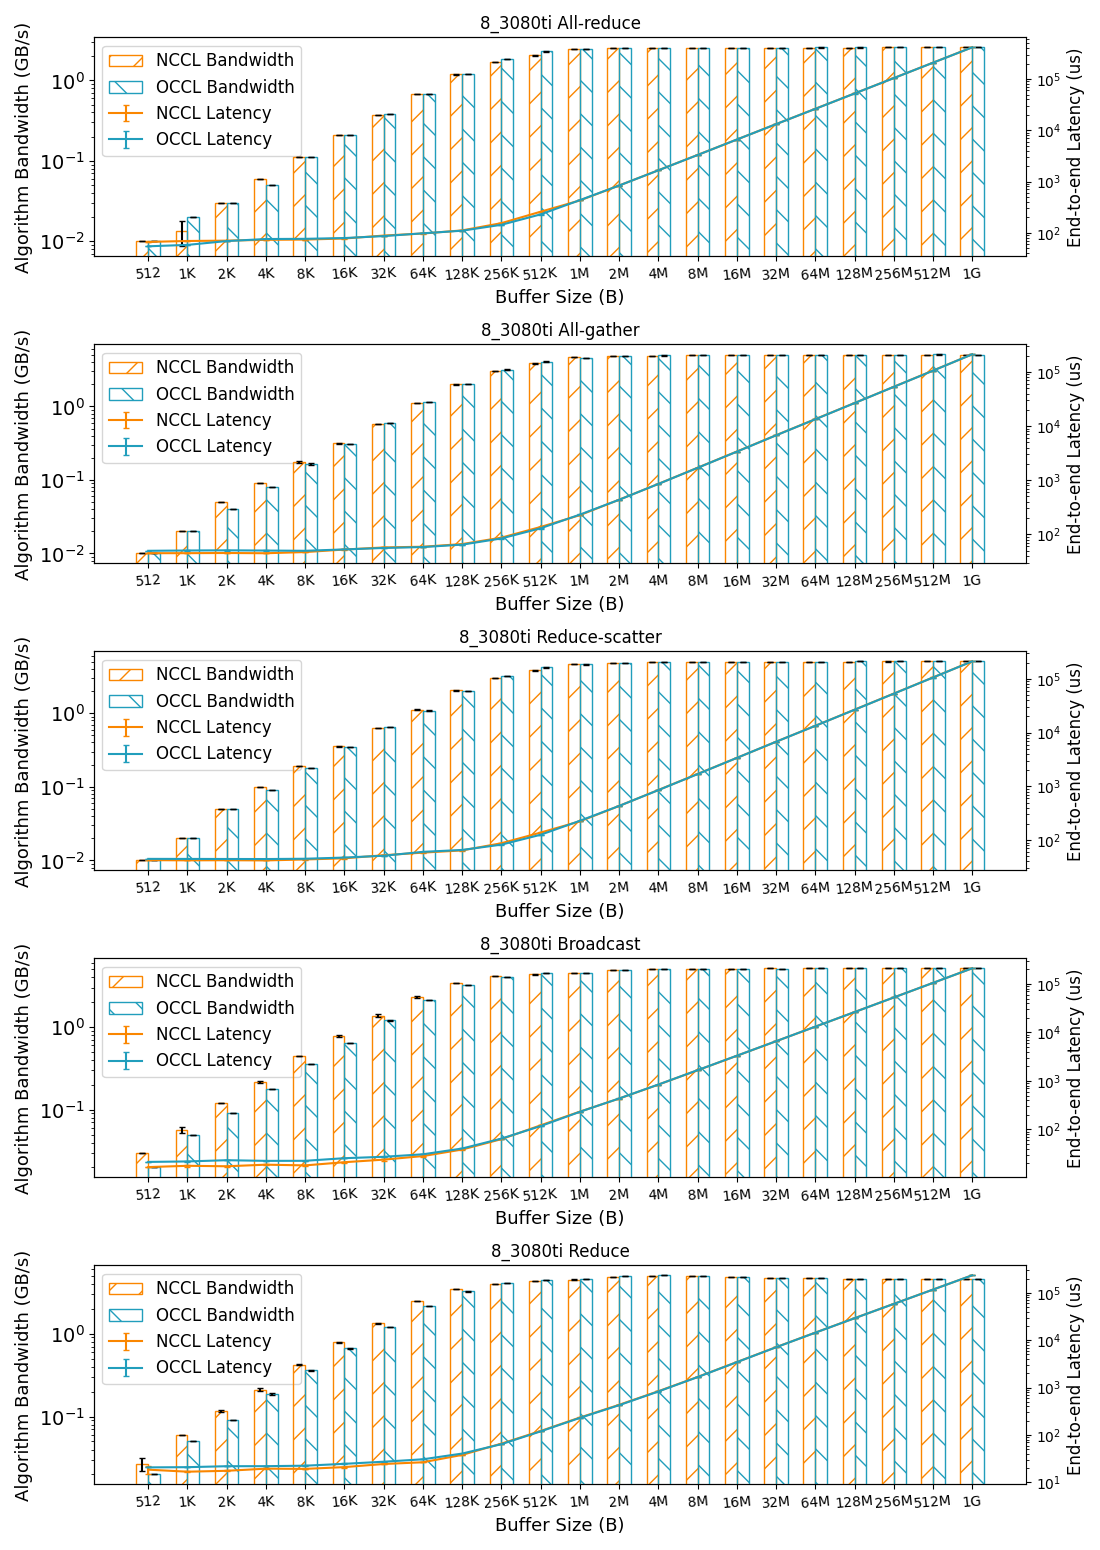 8_3080ti All-reduce
Algorithm Bandwidth (GB/s)
10⁰
10⁻¹
10⁻²
NCCL Bandwidth
OCCL Bandwidth
NCCL Latency
OCCL Latency
10⁵
10⁴
10³
10²
End-to-end Latency (us)
512 1K 2K 4K 8K 16K 32K 64K 128K 256K 512K 1M 2M 4M 8M 16M 32M 64M 128M 256M 512M 1G
Buffer Size (B)
8_3080ti All-gather
Algorithm Bandwidth (GB/s)
10⁰
10⁻¹
10⁻²
NCCL Bandwidth
OCCL Bandwidth
NCCL Latency
OCCL Latency
10⁵
10⁴
10³
10²
End-to-end Latency (us)
512 1K 2K 4K 8K 16K 32K 64K 128K 256K 512K 1M 2M 4M 8M 16M 32M 64M 128M 256M 512M 1G
Buffer Size (B)
8_3080ti Reduce-scatter
Algorithm Bandwidth (GB/s)
10⁰
10⁻¹
10⁻²
NCCL Bandwidth
OCCL Bandwidth
NCCL Latency
OCCL Latency
10⁵
10⁴
10³
10²
End-to-end Latency (us)
512 1K 2K 4K 8K 16K 32K 64K 128K 256K 512K 1M 2M 4M 8M 16M 32M 64M 128M 256M 512M 1G
Buffer Size (B)
8_3080ti Broadcast
Algorithm Bandwidth (GB/s)
10⁰
10⁻¹
NCCL Bandwidth
OCCL Bandwidth
NCCL Latency
OCCL Latency
10⁵
10⁴
10³
10²
End-to-end Latency (us)
512 1K 2K 4K 8K 16K 32K 64K 128K 256K 512K 1M 2M 4M 8M 16M 32M 64M 128M 256M 512M 1G
Buffer Size (B)
8_3080ti Reduce
Algorithm Bandwidth (GB/s)
10⁰
10⁻¹
NCCL Bandwidth
OCCL Bandwidth
NCCL Latency
OCCL Latency
10⁵
10⁴
10³
10²
10¹
End-to-end Latency (us)
512 1K 2K 4K 8K 16K 32K 64K 128K 256K 512K 1M 2M 4M 8M 16M 32M 64M 128M 256M 512M 1G
Buffer Size (B)